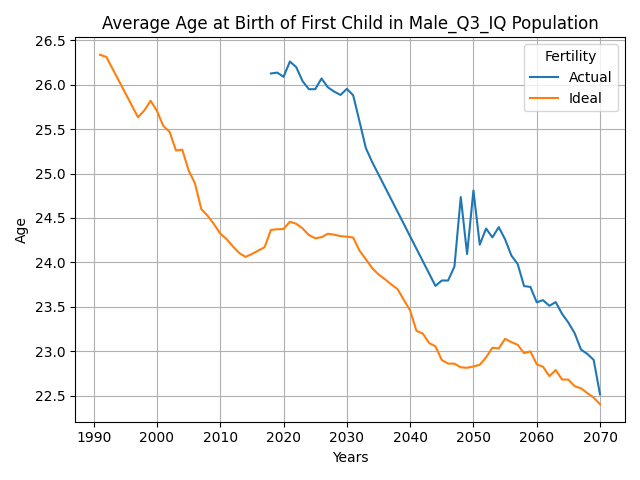 Average Age at Birth of First Child in Male_Q3_IQ Population
Fertility
Actual
Ideal
Age
26.5
26.0
25.5
25.0
24.5
24.0
23.5
23.0
22.5
1990 2000 2010 2020 2030 2040 2050 2060 2070
Years